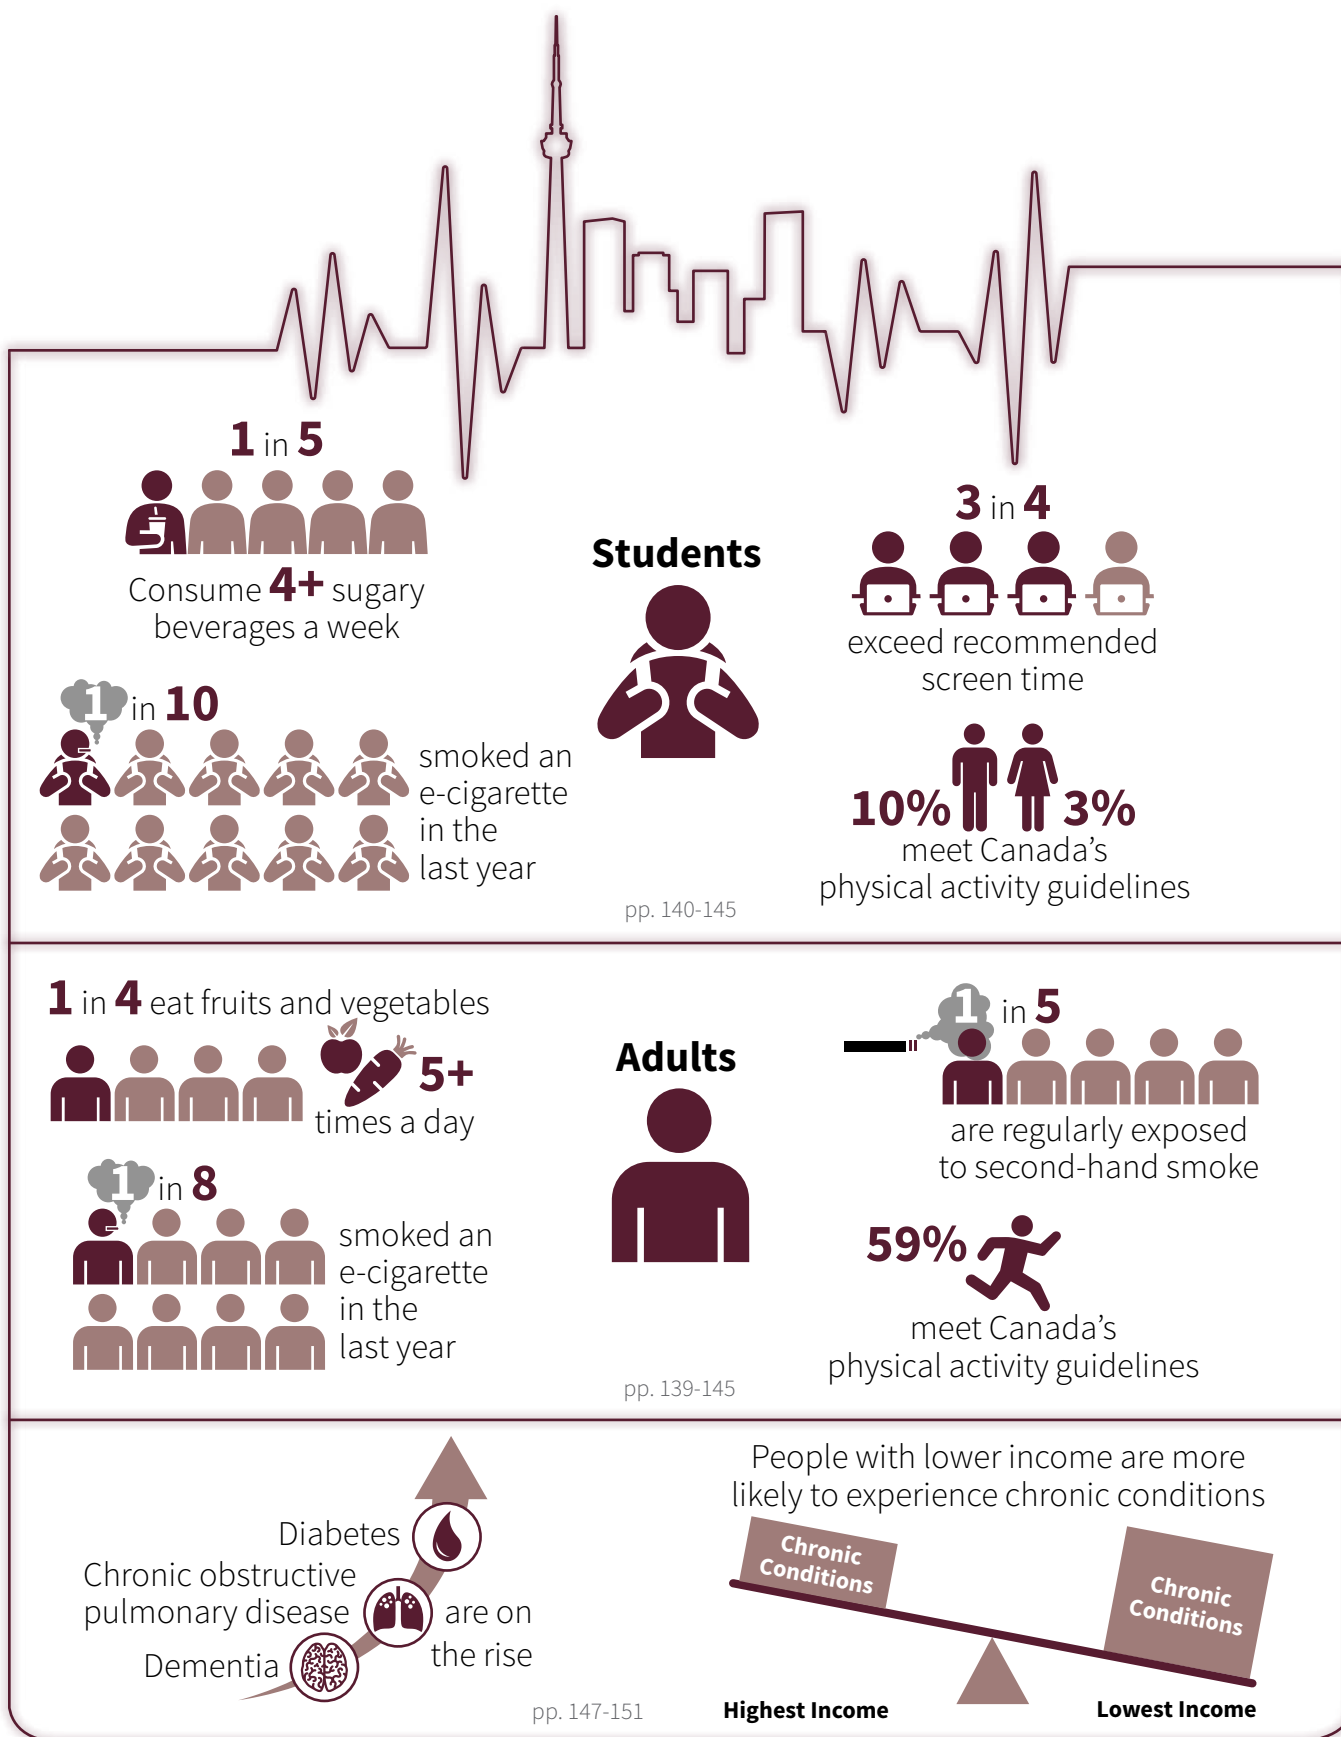 1 in 5
Consume 4+ sugary
beverages a week
1 in 10
smoked an
e-cigarette
in the
last year
Students
3 in 4
exceed recommended
screen time
10% 3%
meet Canada's
physical activity guidelines
pp. 140-145
1 in 4 eat fruits and vegetables
5+
times a day
1 in 8
smoked an
e-cigarette
in the
last year
Adults
1 in 5
are regularly exposed
to second-hand smoke
59%
meet Canada's
physical activity guidelines
pp. 139-145
Diabetes
Chronic obstructive
pulmonary disease
Dementia
are on
the rise
pp. 147-151
People with lower income are more
likely to experience chronic conditions
Chronic
Conditions
Chronic
Conditions
Highest Income
Lowest Income